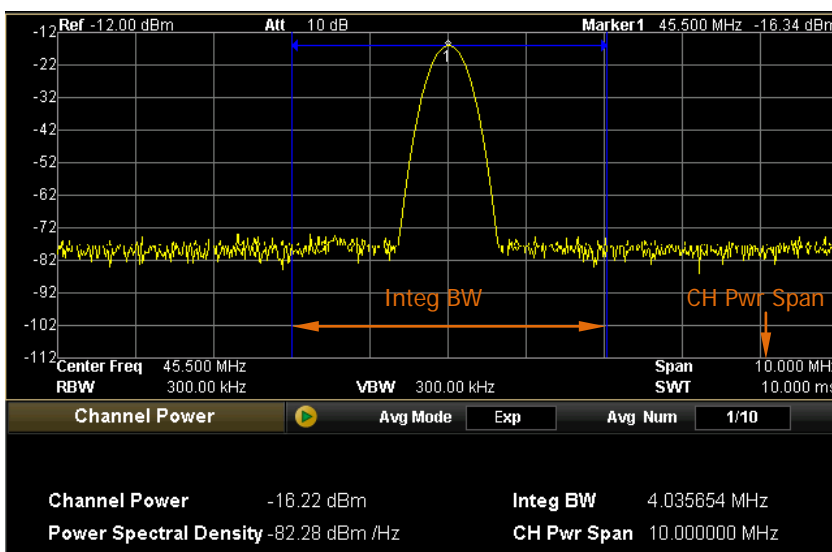 -12 Ref -12.00 dBm Att 10 dB Marker1 45.500 MHz -16.34 dBm
1
-22
-32
-42
-52
-62
-72
-82
-92
Integ BW CH Pwr Span
-102
-112
Center Freq 45.500 MHz Span 10.000 MHz
RBW 300.00 kHz VBW 300.00 kHz SWT 10.000 ms
Channel Power Avg Mode Exp Avg Num 1/10
Channel Power -16.22 dBm Integ BW 4.035654 MHz
Power Spectral Density -82.28 dBm /Hz CH Pwr Span 10.000000 MHz